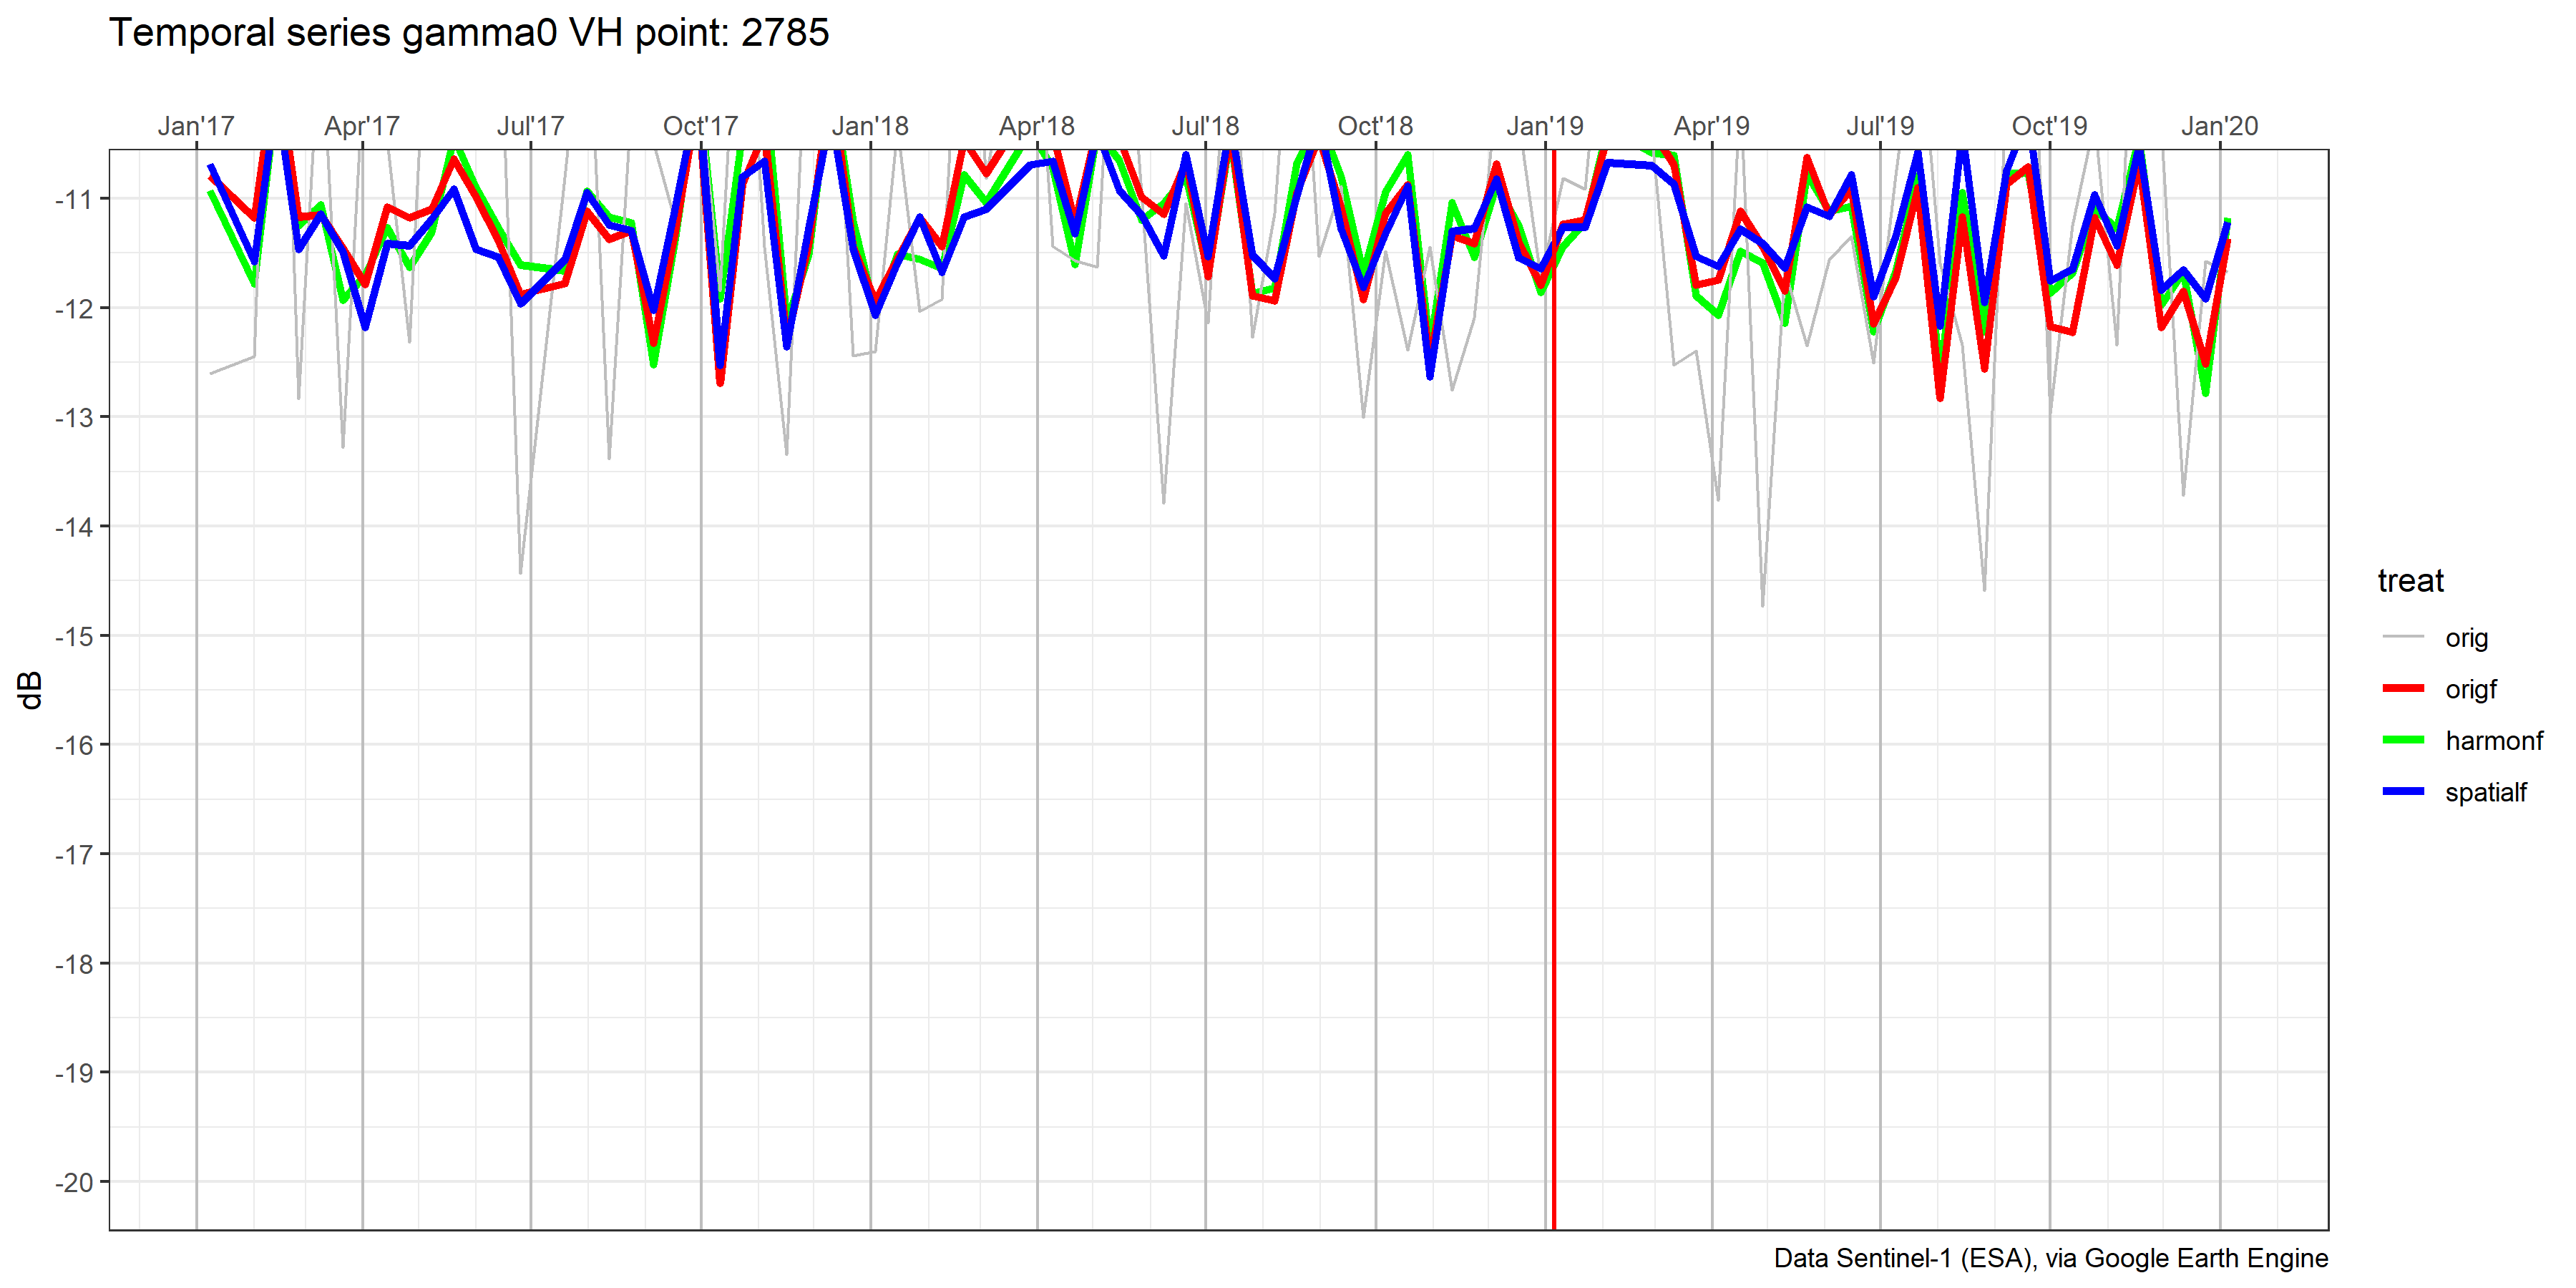 Temporal series gamma0 VH point: 2785
Jan'17 Apr'17 Jul'17 Oct'17 Jan'18 Apr'18 Jul'18 Oct'18 Jan'19 Apr'19 Jul'19 Oct'19 Jan'20
-11
-12
-13
-14
-15
-16
-17
-18
-19
-20
dB
treat
orig
origf
harmonf
spatialf
Data Sentinel-1 (ESA), via Google Earth Engine